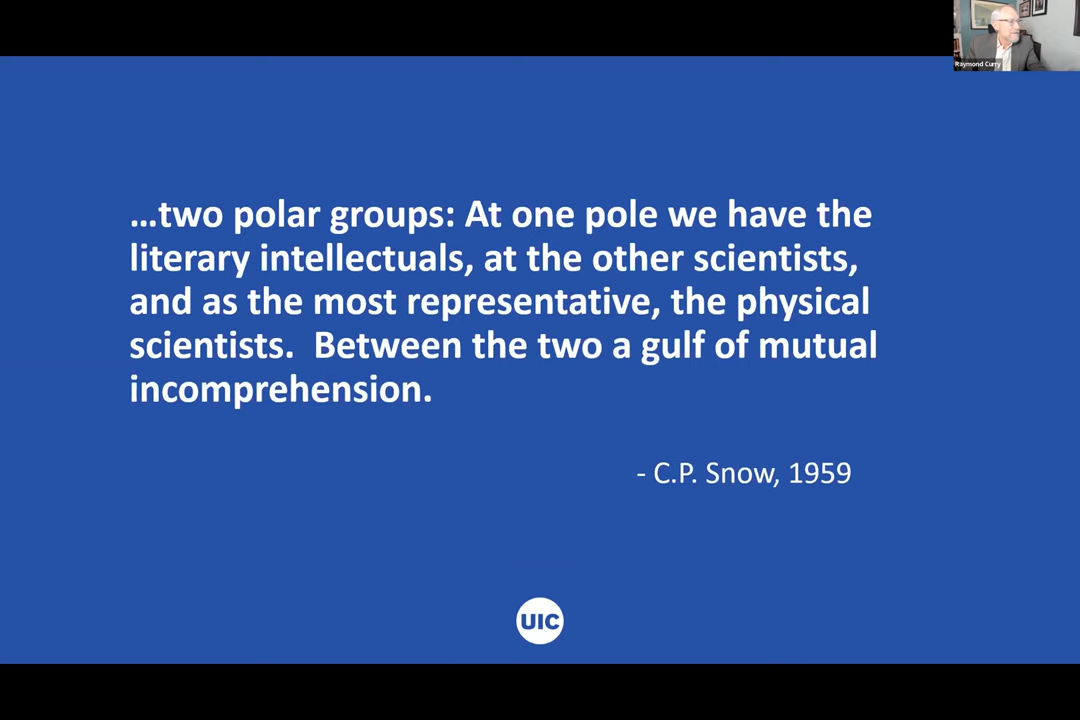 Raymond Curry
...two polar groups: At one pole we have the
literary intellectuals, at the other scientists,
and as the most representative, the physical
scientists.  Between the two a gulf of mutual
incomprehension.
- C.P. Snow, 1959
UIC